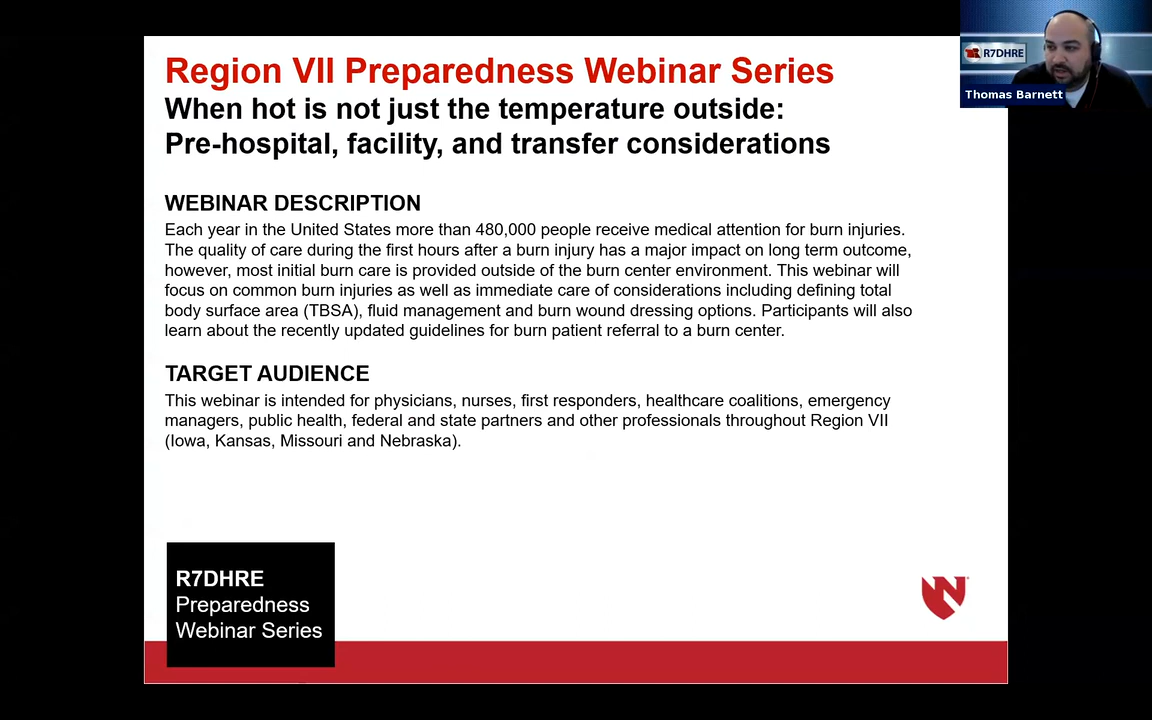 Region VII Preparedness Webinar Series
When hot is not just the temperature outside:
Pre-hospital, facility, and transfer considerations
WEBINAR DESCRIPTION
Each year in the United States more than 480,000 people receive medical attention for burn injuries.
The quality of care during the first hours after a burn injury has a major impact on long term outcome,
however, most initial burn care is provided outside of the burn center environment. This webinar will
focus on common burn injuries as well as immediate care of considerations including defining total
body surface area (TBSA), fluid management and burn wound dressing options. Participants will also
learn about the recently updated guidelines for burn patient referral to a burn center.
TARGET AUDIENCE
This webinar is intended for physicians, nurses, first responders, healthcare coalitions, emergency
managers, public health, federal and state partners and other professionals throughout Region VII
(Iowa, Kansas, Missouri and Nebraska).
R7DHRE
Preparedness
Webinar Series
N
R7DHRE
Thomas Barnett